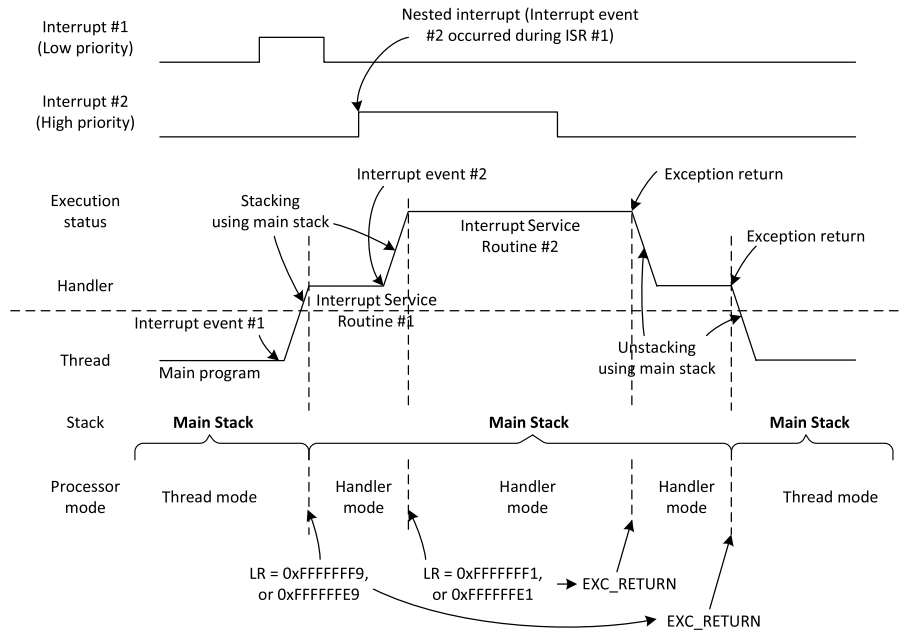 Interrupt #1
(Low priority)
Nested interrupt (Interrupt event
#2 occurred during ISR #1)
Interrupt #2
(High priority)
Execution
status
Stacking
using main stack
Interrupt event #2
Exception return
Interrupt Service
Routine #2
Exception return
Handler
Interrupt Service
Routine #1
Interrupt event #1
Unstacking
using main stack
Thread
Main program
Stack
Main Stack
Main Stack
Main Stack
Processor
mode
Thread mode
Handler
mode
Handler
mode
Handler
mode
Thread mode
LR = 0xFFFFFFF9,
or 0xFFFFFFE9
LR = 0xFFFFFFF1,
or 0xFFFFFFE1
EXC_RETURN
EXC_RETURN